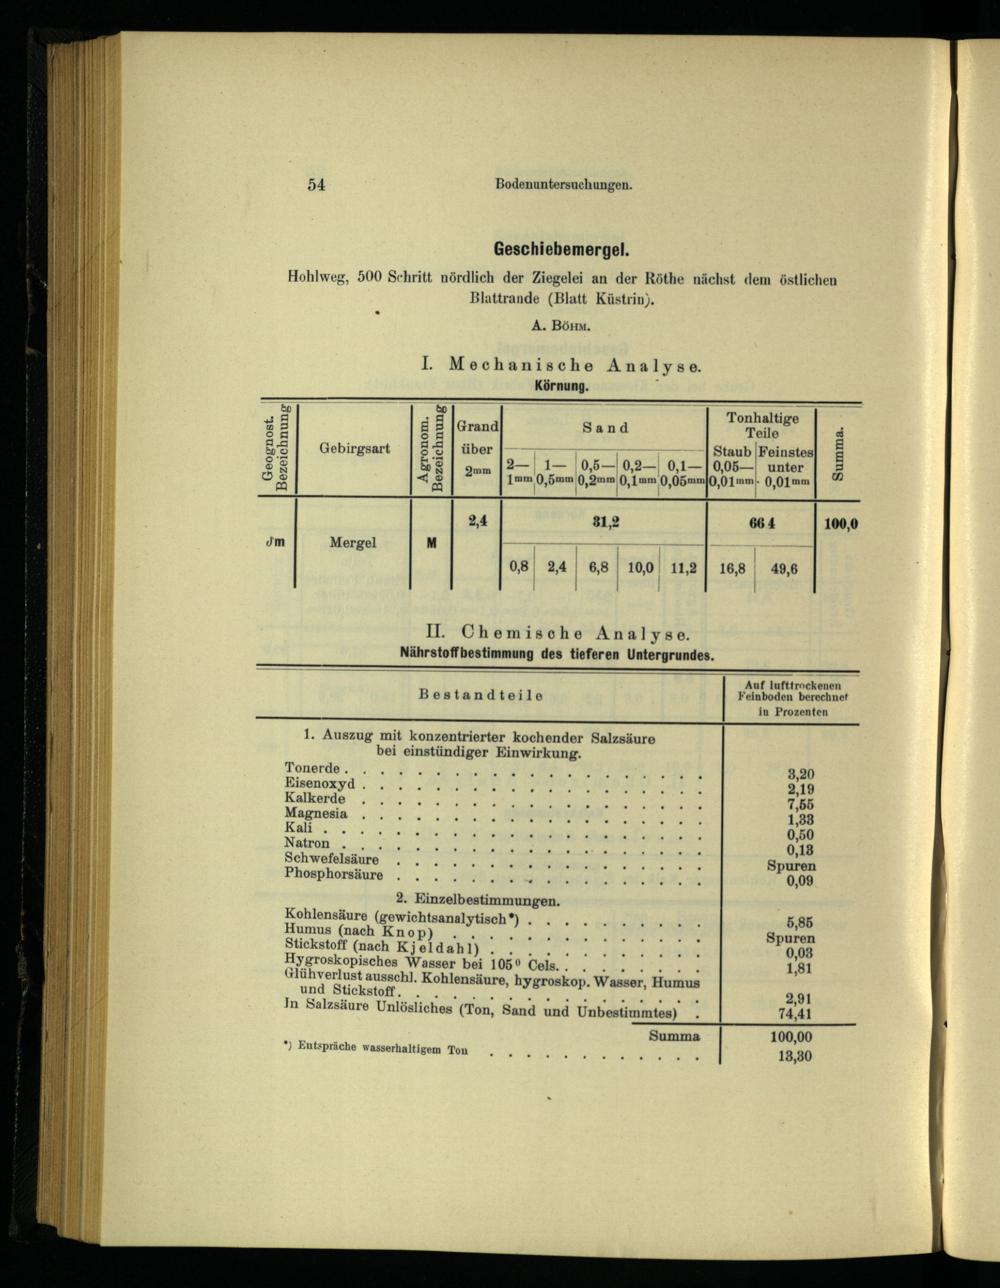 54 Bodenuntersuchungen.
Geschiebemergel.
Hohlweg, 500 Schritt nördlich der Ziegelei an der Röthe nächst dem östlichen
Blattrande (Blatt Küstrin).
A. BÖHM.
I. Mechanische Analyse.
Körnung.
Geognost. Bezeichnung Gebirgsart Agronom. Bezeichnung Grand über 2mm Sand Tonhaltige Teile Summa.
Staub Feinstes
2— 1— 0,5— 0,2— 0,1— 0,05— unter
1mm 0,5mm 0,2mm 0,1mm 0,05mm 0,01mm 0,01mm
2,4 31,2 66 4 100,0
∂m Mergel M
0,8 2,4 6,8 10,0 11,2 16,8 49,6
II. Chemische Analyse.
Nährstoffbestimmung des tieferen Untergrundes.
Bestandteile Auf lufttrockenen Feinboden berechnet in Prozenten
1. Auszug mit konzentrierter kochender Salzsäure
bei einstündiger Einwirkung.
Tonerde . . . . . . . . . . . . . . . . . . . . 3,20
Eisenoxyd . . . . . . . . . . . . . . . . . . . 2,19
Kalkerde . . . . . . . . . . . . . . . . . . . 7,55
Magnesia . . . . . . . . . . . . . . . . . . . 1,33
Kali . . . . . . . . . . . . . . . . . . . . . 0,50
Natron . . . . . . . . . . . . . . . . . . . . 0,13
Schwefelsäure . . . . . . . . . . . . . . . . . Spuren
Phosphorsäure . . . . . . . . . . . . . . . . . 0,09
2. Einzelbestimmungen.
Kohlensäure (gewichtsanalytisch*) . . . . . . . . . . 5,85
Humus (nach Knop) . . . . . . . . . . . . . . Spuren
Stickstoff (nach Kjeldahl) . . . . . . . . . . . . 0,03
Hygroskopisches Wasser bei 105° Cels. . . . . . . . . 1,81
Glühverlust ausschl. Kohlensäure, hygroskop. Wasser, Humus
und Stickstoff. . . . . . . . . . . . . . . . . 2,91
In Salzsäure Unlösliches (Ton, Sand und Unbestimmtes) . 74,41
Summa 100,00
*) Entspräche wasserhaltigem Ton . . . . . . . . . . . . 13,30